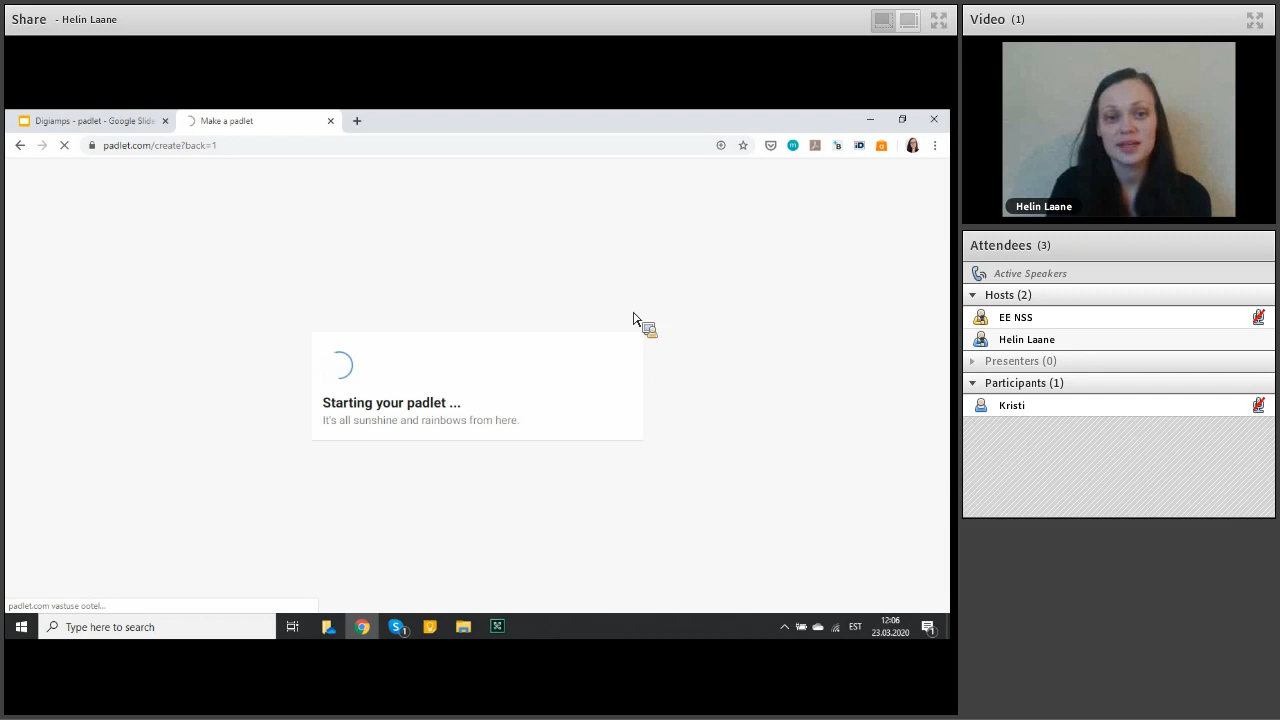 Share - Helin Laane
Digiamps - padlet - Google Slide
Make a padlet
padlet.com/create?back=1
Starting your padlet ...
It's all sunshine and rainbows from here.
padlet.com vastuse ootel...
Type here to search
EST
12:06
23.03.2020
Video (1)
Helin Laane
Attendees (3)
Active Speakers
Hosts (2)
EE NSS
Helin Laane
Presenters (0)
Participants (1)
Kristi